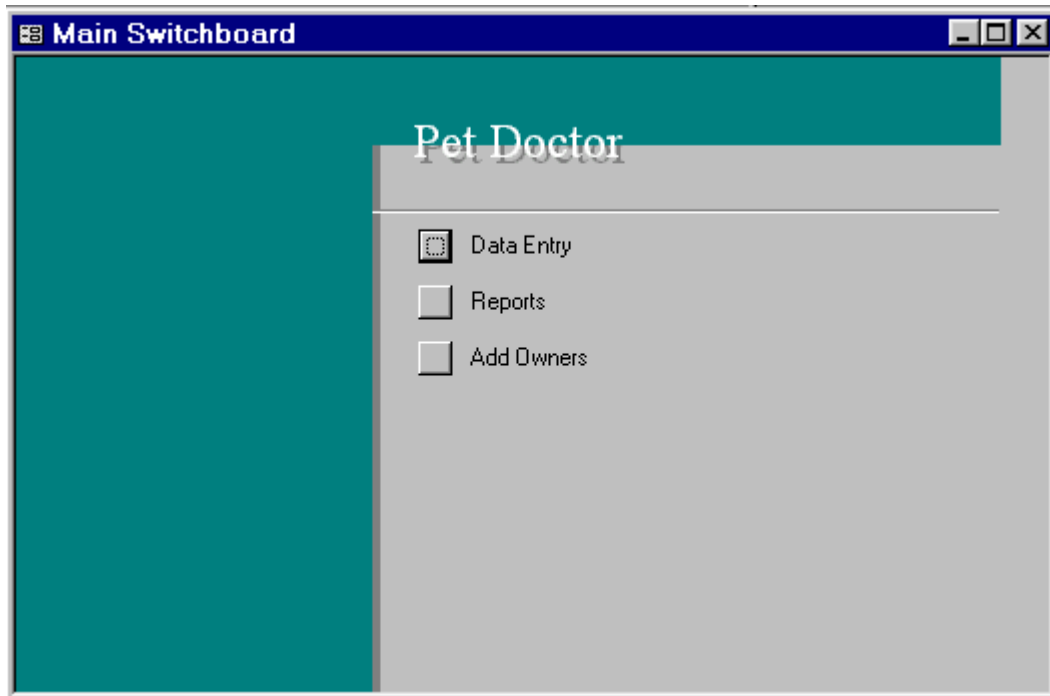 Main Switchboard
Pet Doctor
Data Entry
Reports
Add Owners